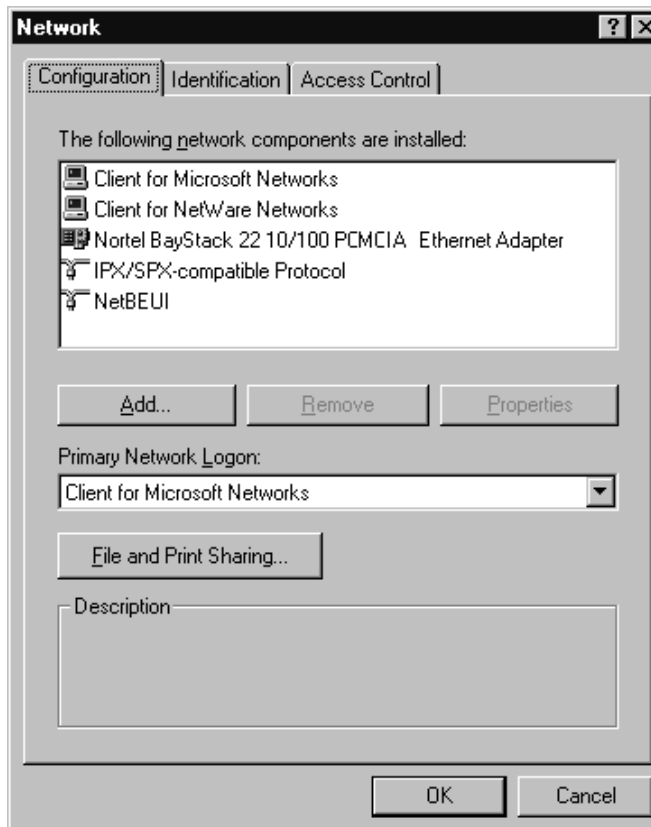 Network
Configuration Identification Access Control
The following network components are installed:
Client for Microsoft Networks
Client for NetWare Networks
Nortel BayStack 22 10/100 PCMCIA Ethernet Adapter
IPX/SPX-compatible Protocol
NetBEUI
Add... Remove Properties
Primary Network Logon:
Client for Microsoft Networks
File and Print Sharing...
Description
OK Cancel